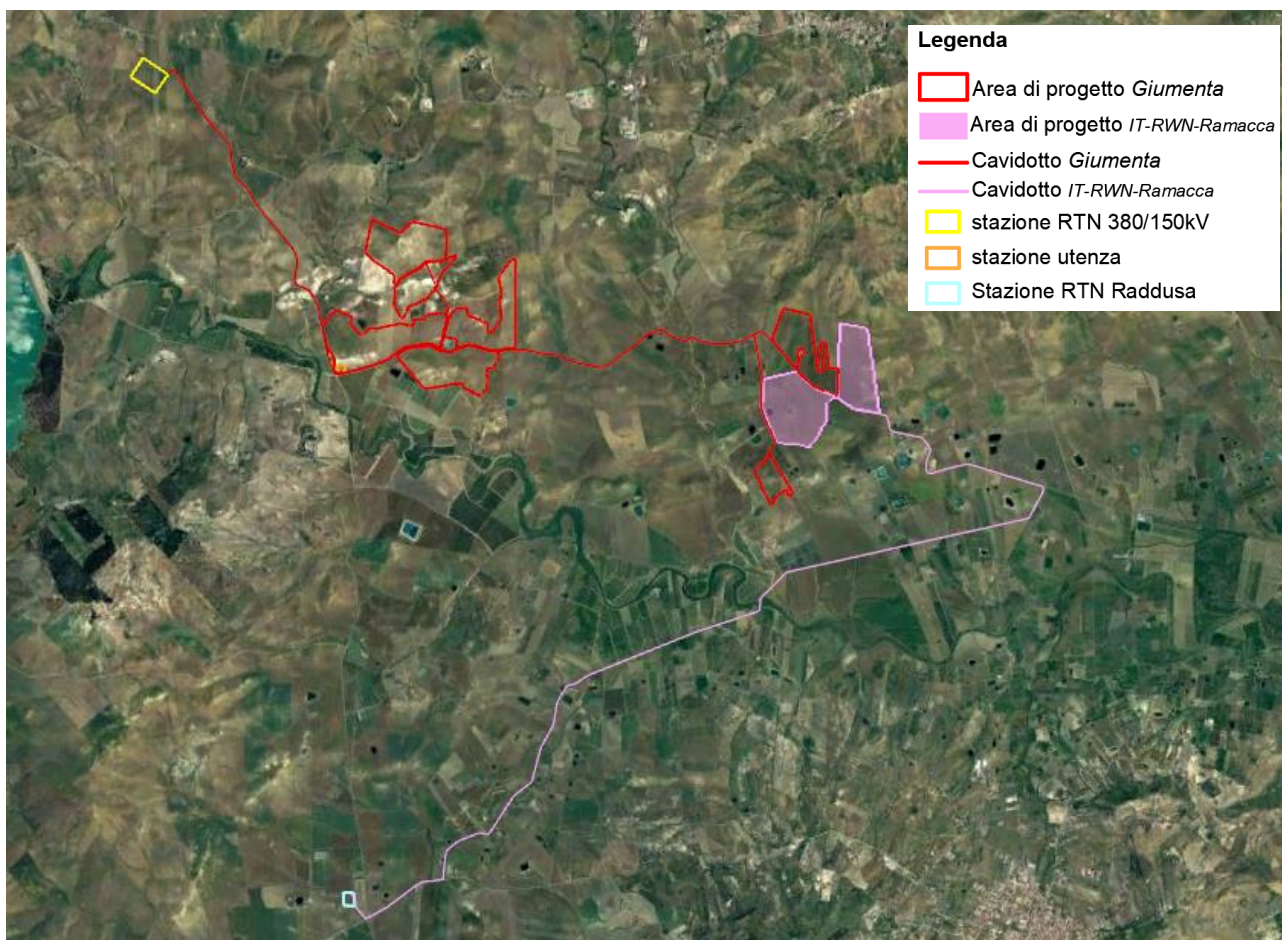 Legenda
Area di progetto Giumenta
Area di progetto IT-RWN-Ramacca
Cavidotto Giumenta
Cavidotto IT-RWN-Ramacca
stazione RTN 380/150kV
stazione utenza
Stazione RTN Raddusa